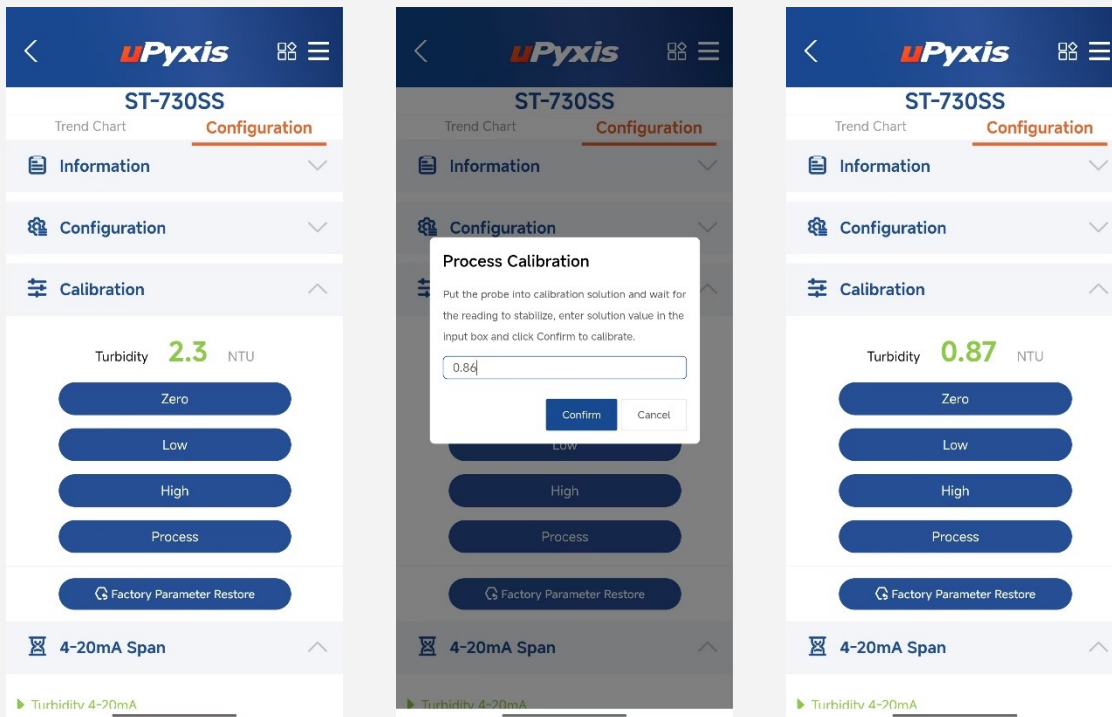 uPyxis
ST-730SS
Trend Chart
Configuration
Information
Configuration
Calibration
Turbidity 2.3 NTU
Zero
Low
High
Process
Factory Parameter Restore
4-20mA Span
Turbidity 4-20mA
uPyxis
ST-730SS
Trend Chart
Configuration
Information
Configuration
Process Calibration
Put the probe into calibration solution and wait for
the reading to stabilize, enter solution value in the
input box and click Confirm to calibrate.
0.86
Confirm
Cancel
Low
High
Process
Factory Parameter Restore
4-20mA Span
Turbidity 4-20mA
uPyxis
ST-730SS
Trend Chart
Configuration
Information
Configuration
Calibration
Turbidity 0.87 NTU
Zero
Low
High
Process
Factory Parameter Restore
4-20mA Span
Turbidity 4-20mA